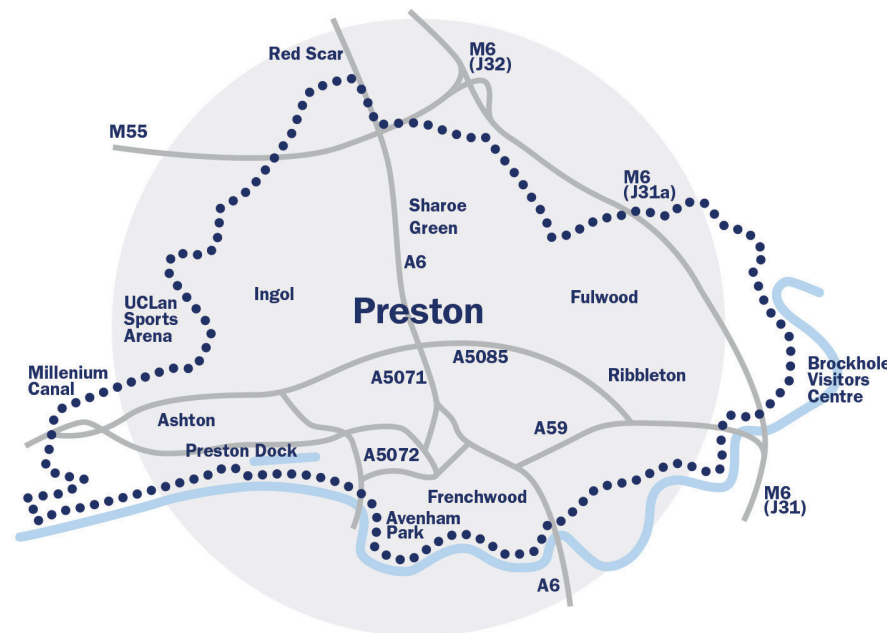 Red Scar
M6
(J32)
M55
M6
(J31a)
Sharoe
Green
A6
Ingol
Preston
Fulwood
UCLan
Sports
Arena
A5085
A5071
Ribbleton
Brockhole
Visitors
Centre
Millenium
Canal
Ashton
A59
Preston Dock
A5072
Frenchwood
M6
(J31)
Avenham
Park
A6